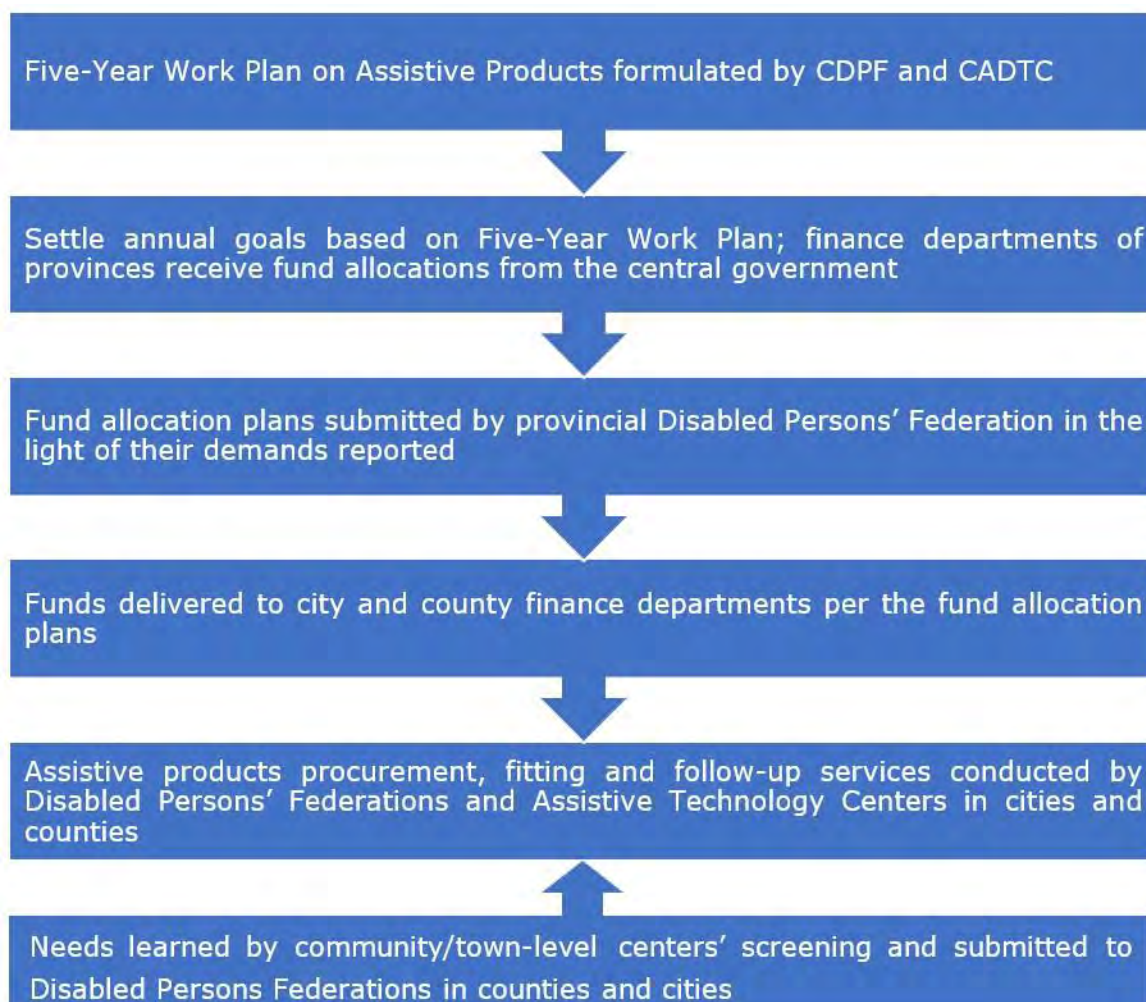 Five-Year Work Plan on Assistive Products formulated by CDPF and CADTC
Settle annual goals based on Five-Year Work Plan; finance departments of
provinces receive fund allocations from the central government
Fund allocation plans submitted by provincial Disabled Persons’ Federation in the
light of their demands reported
Funds delivered to city and county finance departments per the fund allocation
plans
Assistive products procurement, fitting and follow-up services conducted by
Disabled Persons’ Federations and Assistive Technology Centers in cities and
counties
Needs learned by community/town-level centers’ screening and submitted to
Disabled Persons Federations in counties and cities